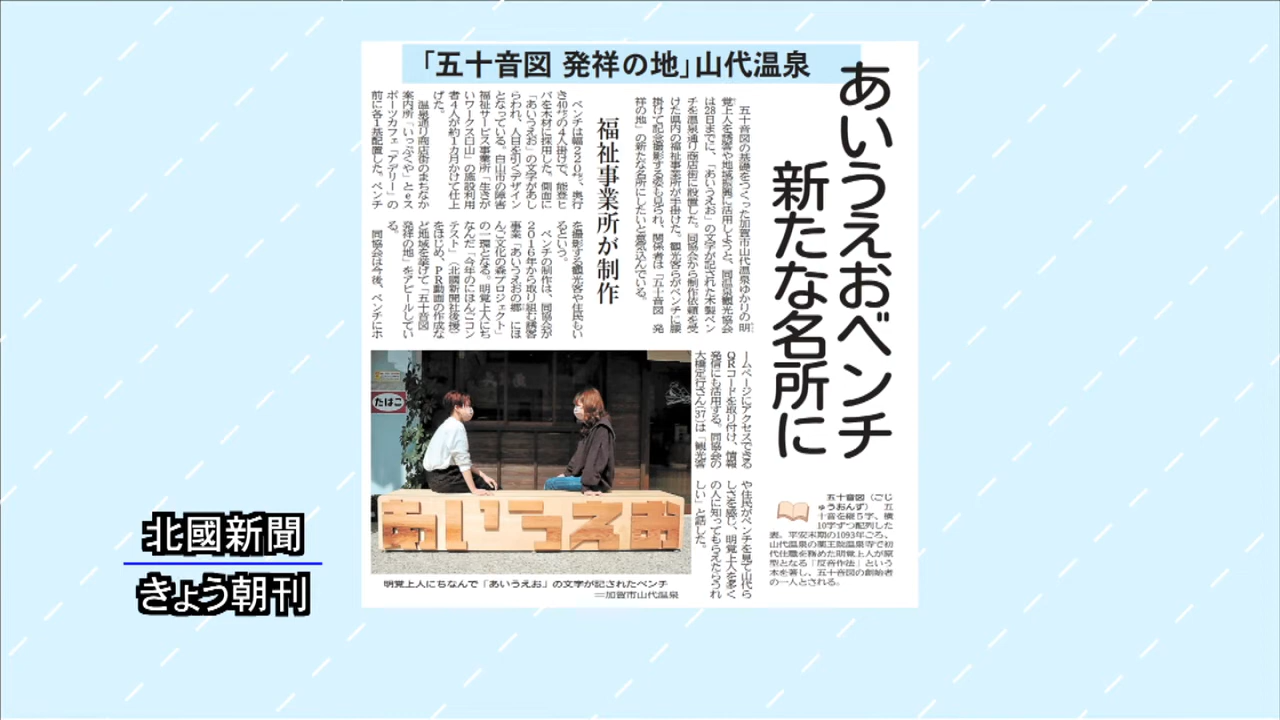 「五十音図 発祥の地」山代温泉
あいうえおベンチ
新たな名所に
五十音図の基礎をつくった加賀市山代温泉ゆかりの明
覚上人を誘客や地域振興に活用しようと、同温泉観光協会
は28日までに、「あいうえお」の文字が記された木製ベン
チを温泉通り商店街に設置した。同協会から制作依頼を受
けた県内の福祉事業所が手掛けた。観光客らがベンチに腰
掛けて記念撮影する姿も見られ、関係者は「五十音図 発
祥の地」の新たな名所にしたいと意気込んでいる。
福祉事業所が制作
ベンチは幅220㌢、奥行
き40㌢の4人掛けで、能登ヒ
バを木材に採用した。側面に
「あいうえお」の文字があし
らわれ、人目を引くデザイン
となっている。白山市の障害
福祉サービス事業所「生きが
いワークス白山」の施設利用
者4人が約1カ月かけて仕上
げた。
温泉通り商店街のまちなか
案内所「いっぷくや」とeス
ポーツカフェ「アアリー」の
前に各1基配置した。ベンチ
を撮影する観光客や住民もい
るという。
ベンチの制作は、同協会が
2016年から取り組む誘客
事業「あいうえおの郷 にほ
んご文化の森プロジェクト」
の一環となる。明覚上人にち
なんだ「今年のにほんごコン
テスト」（北國新聞社後援）
をはじめ、PR動画の作成な
ど地域を挙げて「五十音図
発祥の地」をアピールしてい
る。
同協会は今後、ベンチにホ
ームページにアクセスできる
QRコードを取り付け、情報
発信にも活用する。同協会の
大橋定行さん(37)は「観光客
や住民がベンチを見て山代ら
しさを感じ、明覚上人を多く
の人に知ってもらえたらうれ
しい」と話した。
五十音図（ごじ
ゅうおんず） 五
十音を縦5字、横
10字ずつ配列した
表。平安末期の1093年ごろ、
山代温泉の薬王院温泉寺で初
代住職を務めた明覚上人が原
型となる「反音作法」という
本を著し、五十音図の創始者
の一人とされる。
たばこ
あいうえお
明覚上人にちなんで「あいうえお」の文字が記されたベンチ
＝加賀市山代温泉
北國新聞
きょう朝刊